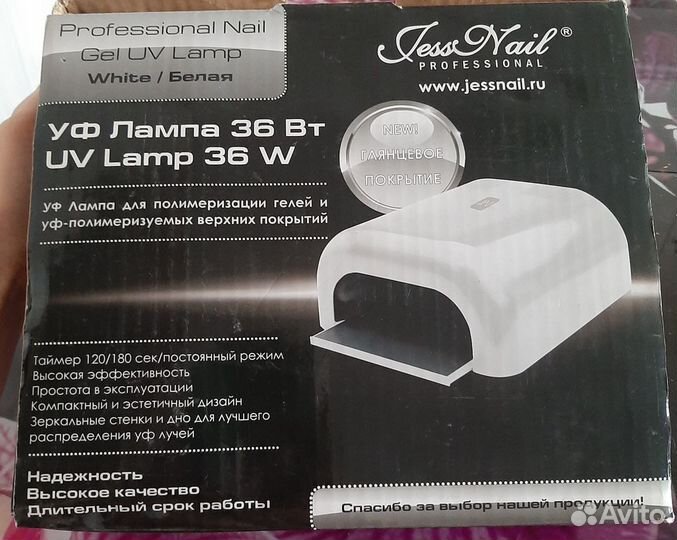 Professional Nail
Gel UV Lamp
White / Белая
JessNail®
PROFESSIONAL
www.jessnail.ru
УФ Лампа 36 Вт
UV Lamp 36 W
NEW!
ГЛЯНЦЕВОЕ
ПОКРЫТИЕ
УФ Лампа для полимеризации гелей и
уф-полимеризуемых верхних покрытий
Таймер 120/180 сек/постоянный режим
Высокая эффективность
Простота в эксплуатации
Компактный и эстетичный дизайн
Зеркальные стенки и дно для лучшего
распределения уф лучей
Надежность
Высокое качество
Длительный срок работы
Спасибо за выбор нашей продукции!
Avito